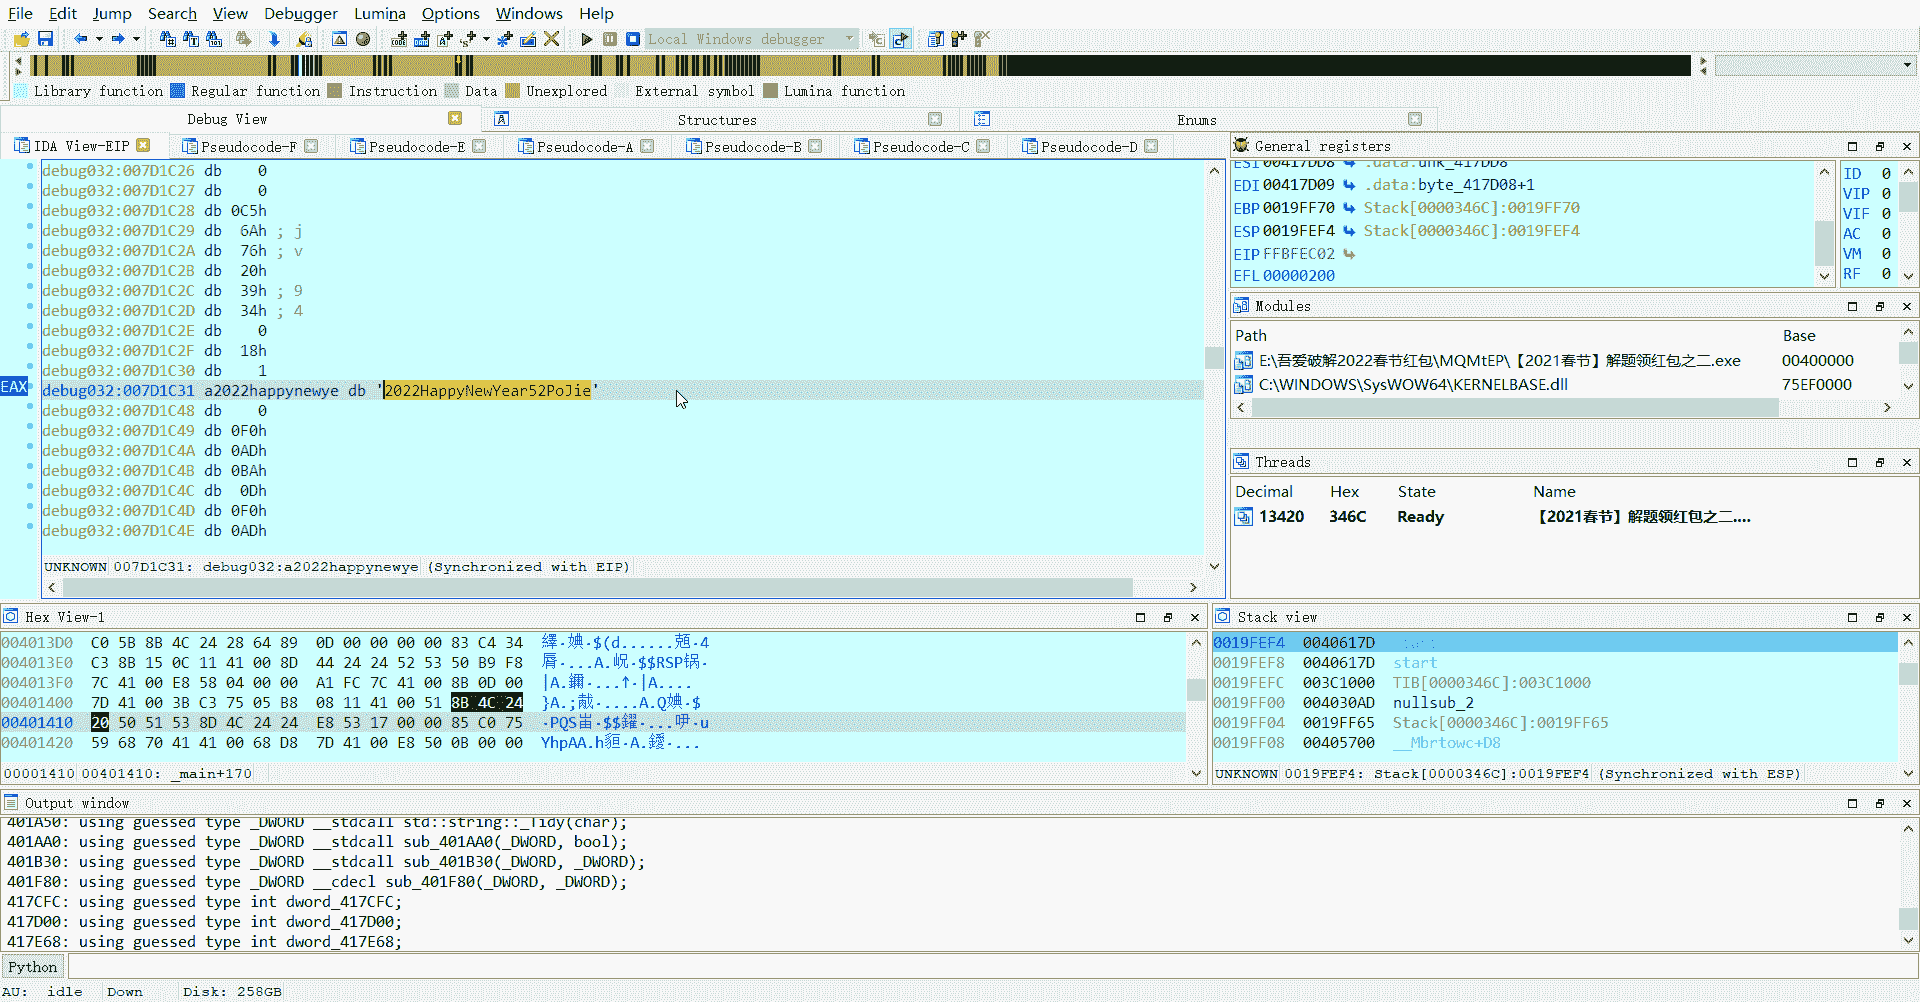 File Edit Jump Search View Debugger Lumina Options Windows Help
Local Windows debugger
Library function Regular function Instruction Data Unexplored External symbol Lumina function
Debug View Structures Enums
IDA View-EIP Pseudocode-F Pseudocode-E Pseudocode-A Pseudocode-B Pseudocode-C Pseudocode-D
debug032:007D1C26 db 0
debug032:007D1C27 db 0
debug032:007D1C28 db 0C5h
debug032:007D1C29 db 6Ah ; j
debug032:007D1C2A db 76h ; v
debug032:007D1C2B db 20h
debug032:007D1C2C db 39h ; 9
debug032:007D1C2D db 34h ; 4
debug032:007D1C2E db 0
debug032:007D1C2F db 18h
debug032:007D1C30 db 1
EAX debug032:007D1C31 a2022happynewye db '2022HappyNewYear52PoJie'
debug032:007D1C48 db 0
debug032:007D1C49 db 0F0h
debug032:007D1C4A db 0ADh
debug032:007D1C4B db 0BAh
debug032:007D1C4C db 0Dh
debug032:007D1C4D db 0F0h
debug032:007D1C4E db 0ADh
UNKNOWN 007D1C31: debug032:a2022happynewye (Synchronized with EIP)
General registers
ESI 00417DD8 .data:unk_417DD8
EDI 00417D09 .data:byte_417D08+1
EBP 0019FF70 Stack[0000346C]:0019FF70
ESP 0019FEF4 Stack[0000346C]:0019FEF4
EIP FFBFEC02
EFL 00000200
ID 0
VIP 0
VIF 0
AC 0
VM 0
RF 0
Modules
Path Base
E:\吾爱破解2022春节红包\MQMtEP\【2021春节】解题领红包之二.exe 00400000
C:\WINDOWS\SysWOW64\KERNELBASE.dll 75EF0000
Threads
Decimal Hex State Name
13420 346C Ready 【2021春节】解题领红包之二....
Hex View-1
004013D0 C0 5B 8B 4C 24 28 64 89 0D 00 00 00 00 83 C4 34
004013E0 C3 8B 15 0C 11 41 00 8D 44 24 24 52 53 50 B9 F8
004013F0 7C 41 00 E8 58 04 00 00 A1 FC 7C 41 00 8B 0D 00
00401400 7D 41 00 3B C3 75 05 B8 08 11 41 00 51 8B 4C 24
00401410 20 50 51 53 8D 4C 24 24 E8 53 17 00 00 85 C0 75
00401420 59 68 70 41 41 00 68 D8 7D 41 00 E8 50 0B 00 00
00001410 00401410: _main+170
Stack view
0019FEF4 0040617D
0019FEF8 0040617D start
0019FEFC 003C1000 TIB[0000346C]:003C1000
0019FF00 004030AD nullsub_2
0019FF04 0019FF65 Stack[0000346C]:0019FF65
0019FF08 00405700 __Mbrtowc+D8
UNKNOWN 0019FEF4: Stack[0000346C]:0019FEF4 (Synchronized with ESP)
Output window
401A50: using guessed type _DWORD __stdcall std::string::_Tidy(char);
401AA0: using guessed type _DWORD __stdcall sub_401AA0(_DWORD, bool);
401B30: using guessed type _DWORD __stdcall sub_401B30(_DWORD, _DWORD);
401F80: using guessed type _DWORD __cdecl sub_401F80(_DWORD, _DWORD);
417CFC: using guessed type int dword_417CFC;
417D00: using guessed type int dword_417D00;
417E68: using guessed type int dword_417E68;
Python
AU: idle Down Disk: 258GB